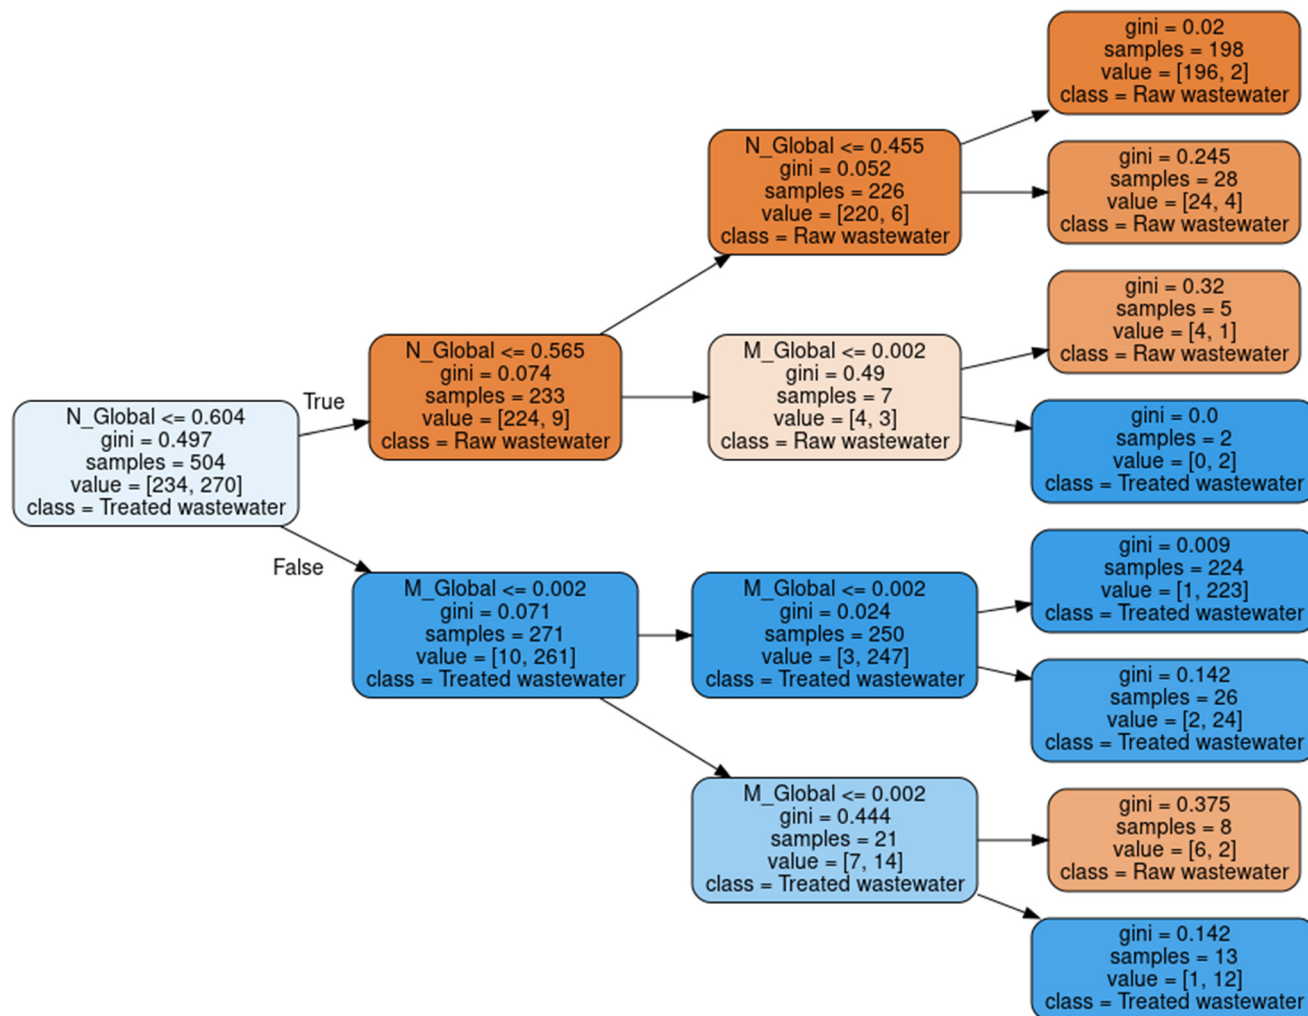 N_Global <= 0.604
gini = 0.497
samples = 504
value = [234, 270]
class = Treated wastewater
True
False
N_Global <= 0.565
gini = 0.074
samples = 233
value = [224, 9]
class = Raw wastewater
M_Global <= 0.002
gini = 0.071
samples = 271
value = [10, 261]
class = Treated wastewater
N_Global <= 0.455
gini = 0.052
samples = 226
value = [220, 6]
class = Raw wastewater
M_Global <= 0.002
gini = 0.49
samples = 7
value = [4, 3]
class = Raw wastewater
M_Global <= 0.002
gini = 0.024
samples = 250
value = [3, 247]
class = Treated wastewater
M_Global <= 0.002
gini = 0.444
samples = 21
value = [7, 14]
class = Treated wastewater
gini = 0.02
samples = 198
value = [196, 2]
class = Raw wastewater
gini = 0.245
samples = 28
value = [24, 4]
class = Raw wastewater
gini = 0.32
samples = 5
value = [4, 1]
class = Raw wastewater
gini = 0.0
samples = 2
value = [0, 2]
class = Treated wastewater
gini = 0.009
samples = 224
value = [1, 223]
class = Treated wastewater
gini = 0.142
samples = 26
value = [2, 24]
class = Treated wastewater
gini = 0.375
samples = 8
value = [6, 2]
class = Raw wastewater
gini = 0.142
samples = 13
value = [1, 12]
class = Treated wastewater